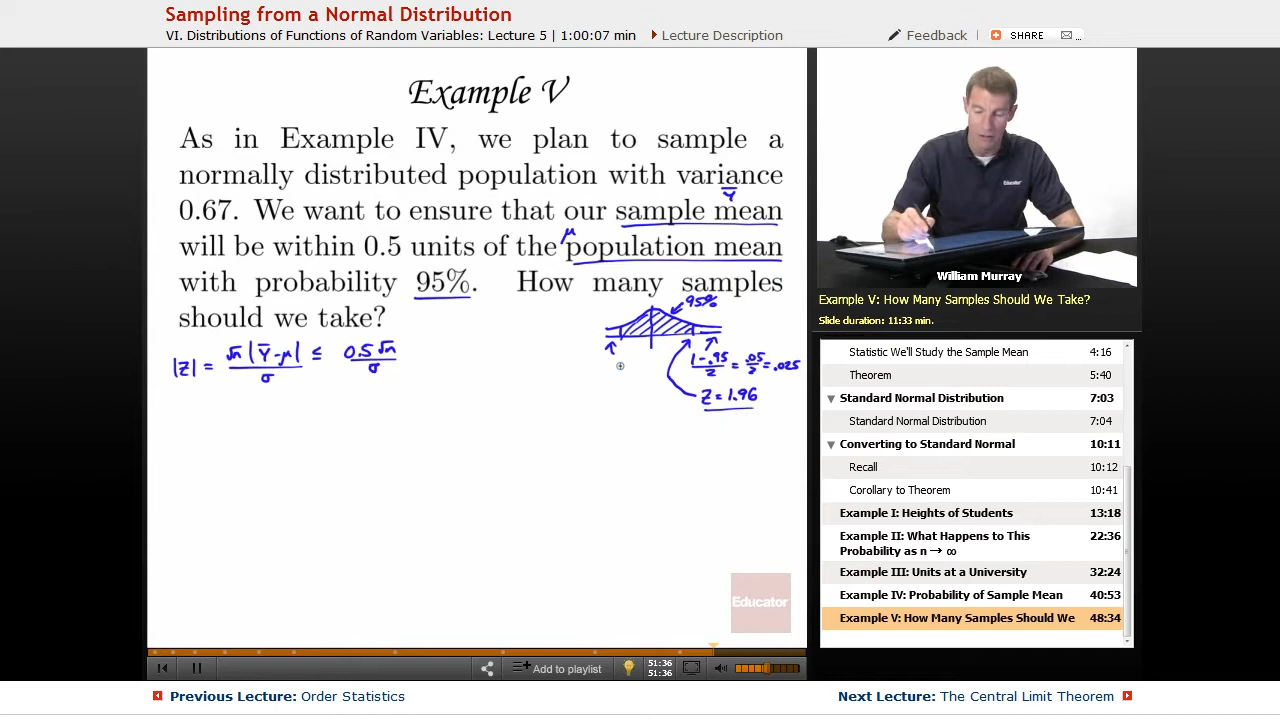 Sampling from a Normal Distribution
VI. Distributions of Functions of Random Variables: Lecture 5 | 1:00:07 min
Lecture Description
Feedback
SHARE
Example V
As in Example IV, we plan to sample a
normally distributed population with variance
Ȳ
0.67. We want to ensure that our sample mean
μ
will be within 0.5 units of the population mean
with probability 95%. How many samples
should we take?
95%
|Z| = √n |Ȳ-μ| / σ ≤ 0.5 √n / σ
1-.95 / 2 = .05 / 2 = .025
Z = 1.96
Educator
Educator
William Murray
Example V: How Many Samples Should We Take?
Slide duration: 11:33 min
Statistic We'll Study the Sample Mean 4:16
Theorem 5:40
Standard Normal Distribution 7:03
Standard Normal Distribution 7:04
Converting to Standard Normal 10:11
Recall 10:12
Corollary to Theorem 10:41
Example I: Heights of Students 13:18
Example II: What Happens to This 22:36
Probability as n → ∞
Example III: Units at a University 32:24
Example IV: Probability of Sample Mean 40:53
Example V: How Many Samples Should We 48:34
Add to playlist
51:36
51:36
Previous Lecture: Order Statistics
Next Lecture: The Central Limit Theorem